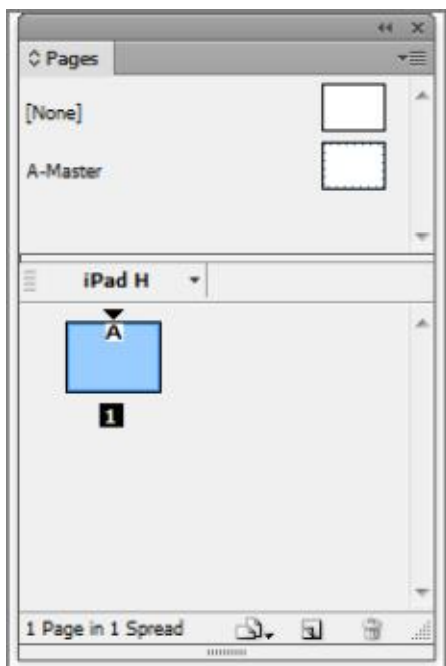 Pages
[None]
A-Master
iPad H
A
1
1 Page in 1 Spread